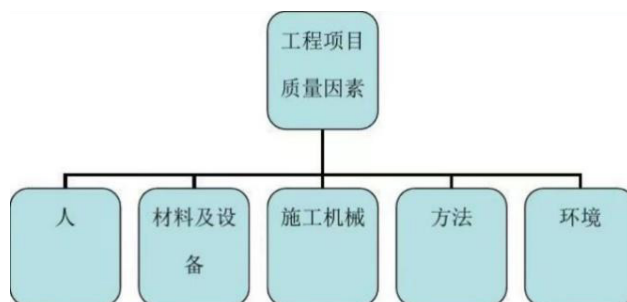 工程项目
质量因素
人
材料及设
备
施工机械
方法
环境